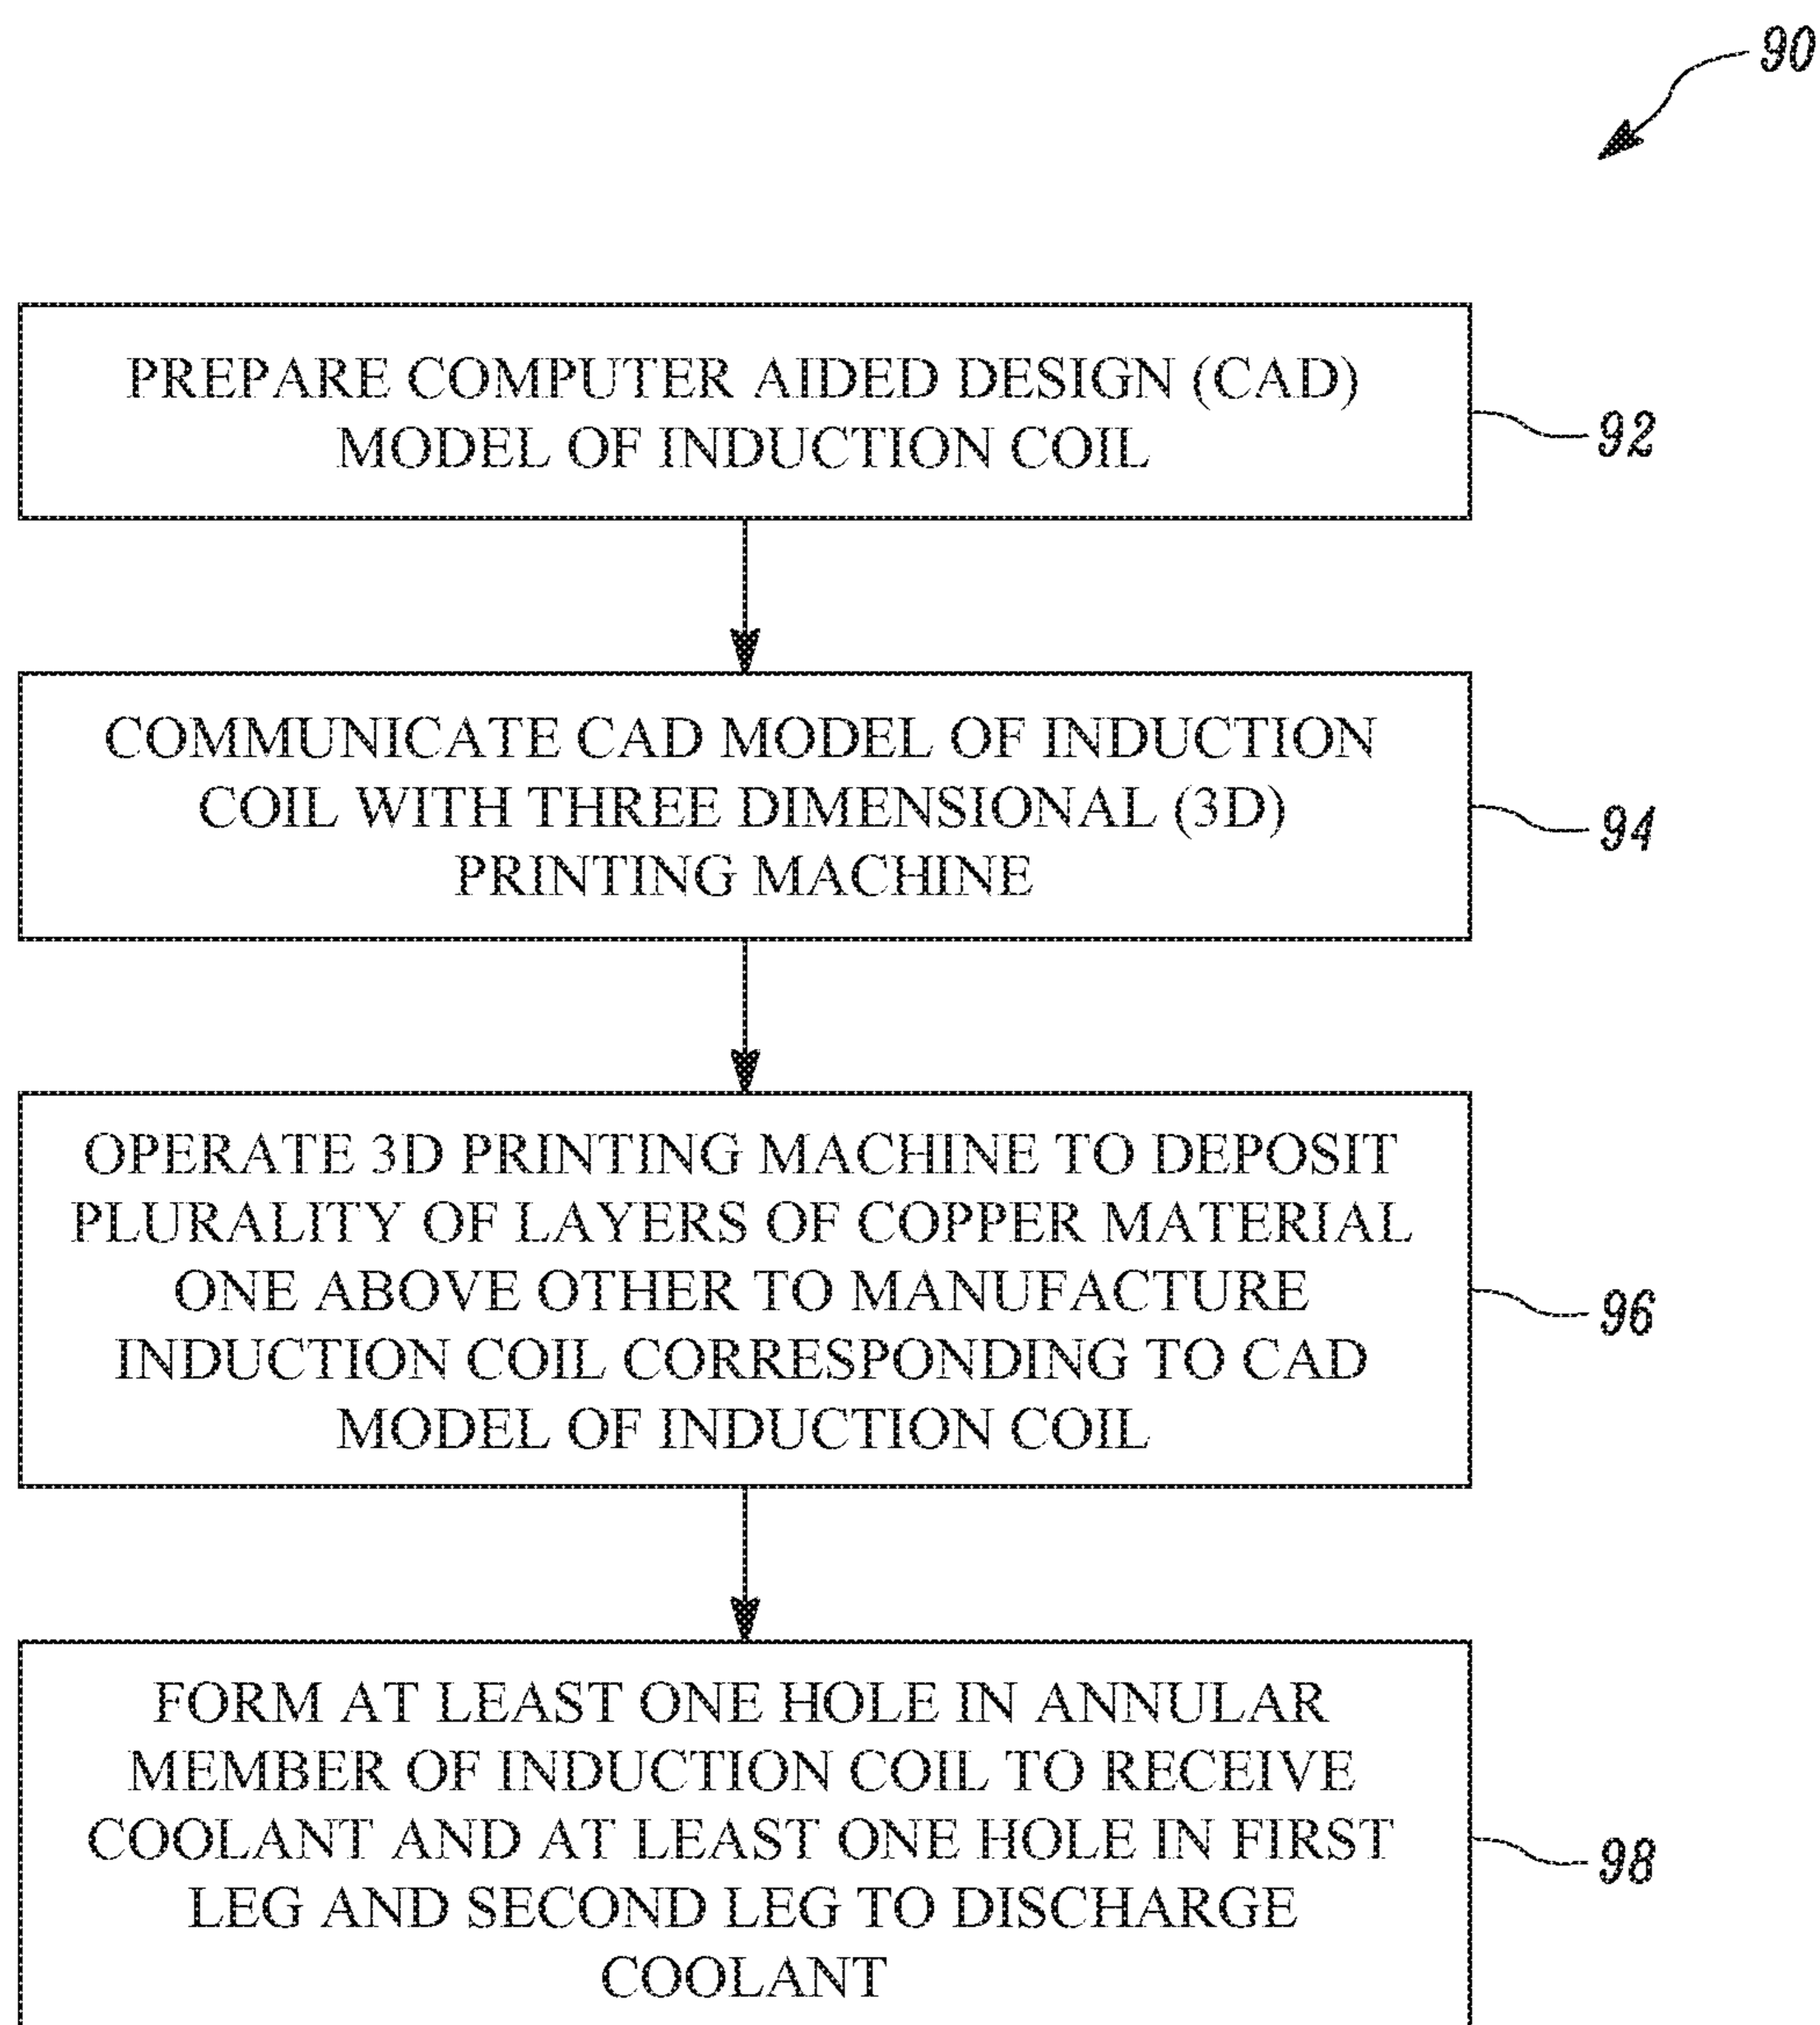 90
PREPARE COMPUTER AIDED DESIGN (CAD)
MODEL OF INDUCTION COIL
92
COMMUNICATE CAD MODEL OF INDUCTION
COIL WITH THREE DIMENSIONAL (3D)
PRINTING MACHINE
94
OPERATE 3D PRINTING MACHINE TO DEPOSIT
PLURALITY OF LAYERS OF COPPER MATERIAL
ONE ABOVE OTHER TO MANUFACTURE
INDUCTION COIL CORRESPONDING TO CAD
MODEL OF INDUCTION COIL
96
FORM AT LEAST ONE HOLE IN ANNULAR
MEMBER OF INDUCTION COIL TO RECEIVE
COOLANT AND AT LEAST ONE HOLE IN FIRST
LEG AND SECOND LEG TO DISCHARGE
COOLANT
98